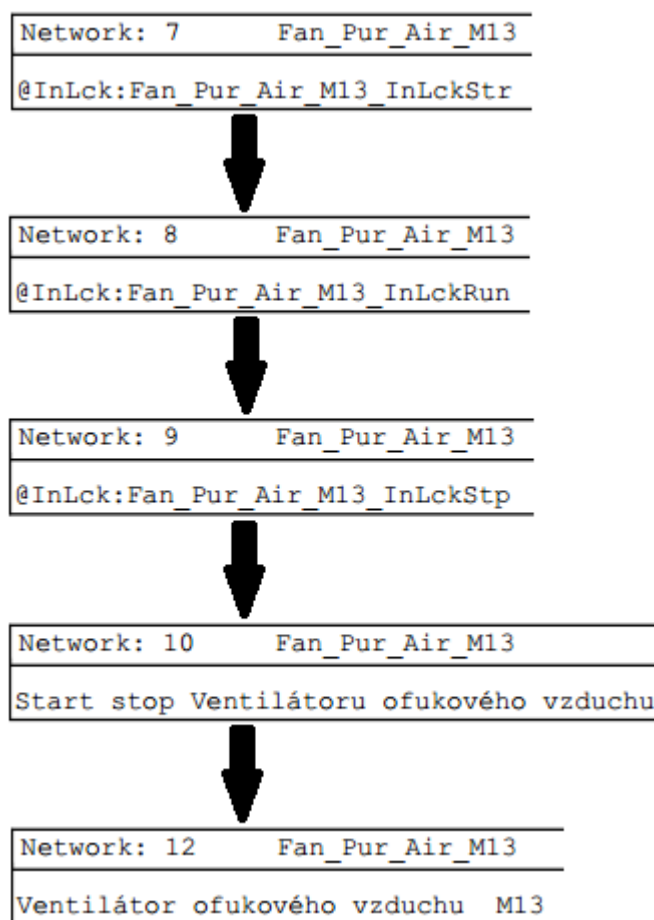 Network: 7 Fan_Pur_Air_M13
@InLck:Fan_Pur_Air_M13_InLckStr
Network: 8 Fan_Pur_Air_M13
@InLck:Fan_Pur_Air_M13_InLckRun
Network: 9 Fan_Pur_Air_M13
@InLck:Fan_Pur_Air_M13_InLckStp
Network: 10 Fan_Pur_Air_M13
Start stop Ventilátoru ofukového vzduchu
Network: 12 Fan_Pur_Air_M13
Ventilátor ofukového vzduchu M13